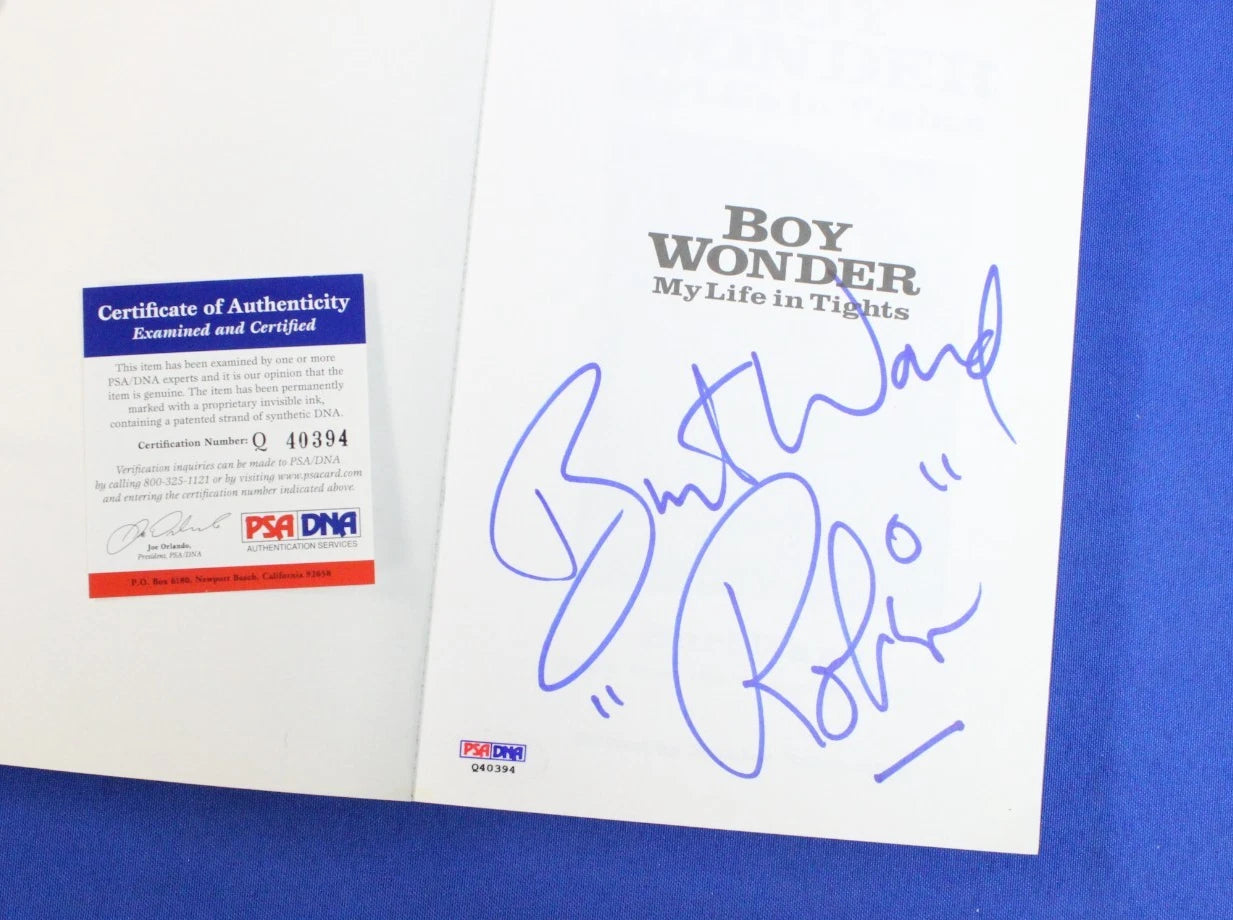 Certificate of Authenticity
Examined and Certified
This item has been examined by one or more
PSA/DNA experts and it is our opinion that the
item is genuine. The item has been permanently
marked with a proprietary invisible ink,
containing a patented strand of synthetic DNA.
Certification Number: Q 40394
Verification inquiries can be made to PSA/DNA
by calling 800-325-1121 or by visiting www.psacard.com
and entering the certification number indicated above.
Joe Orlando,
President, PSA/DNA
PSA DNA
AUTHENTICATION SERVICES
P.O. Box 6180, Newport Beach, California 92658
BOY
WONDER
My Life in Tights
Burt Ward
"Robin"
PSA DNA
Q40394